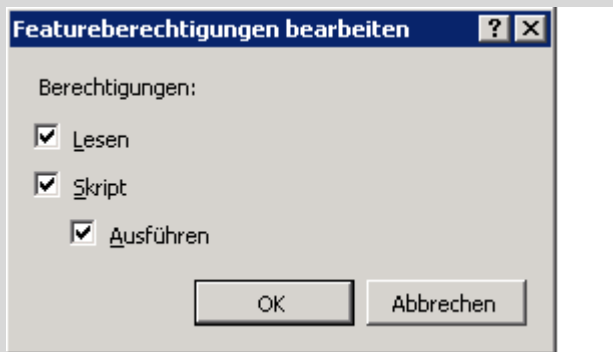 Featureberechtigungen bearbeiten
Berechtigungen:
Lesen
Skript
Ausführen
OK Abbrechen